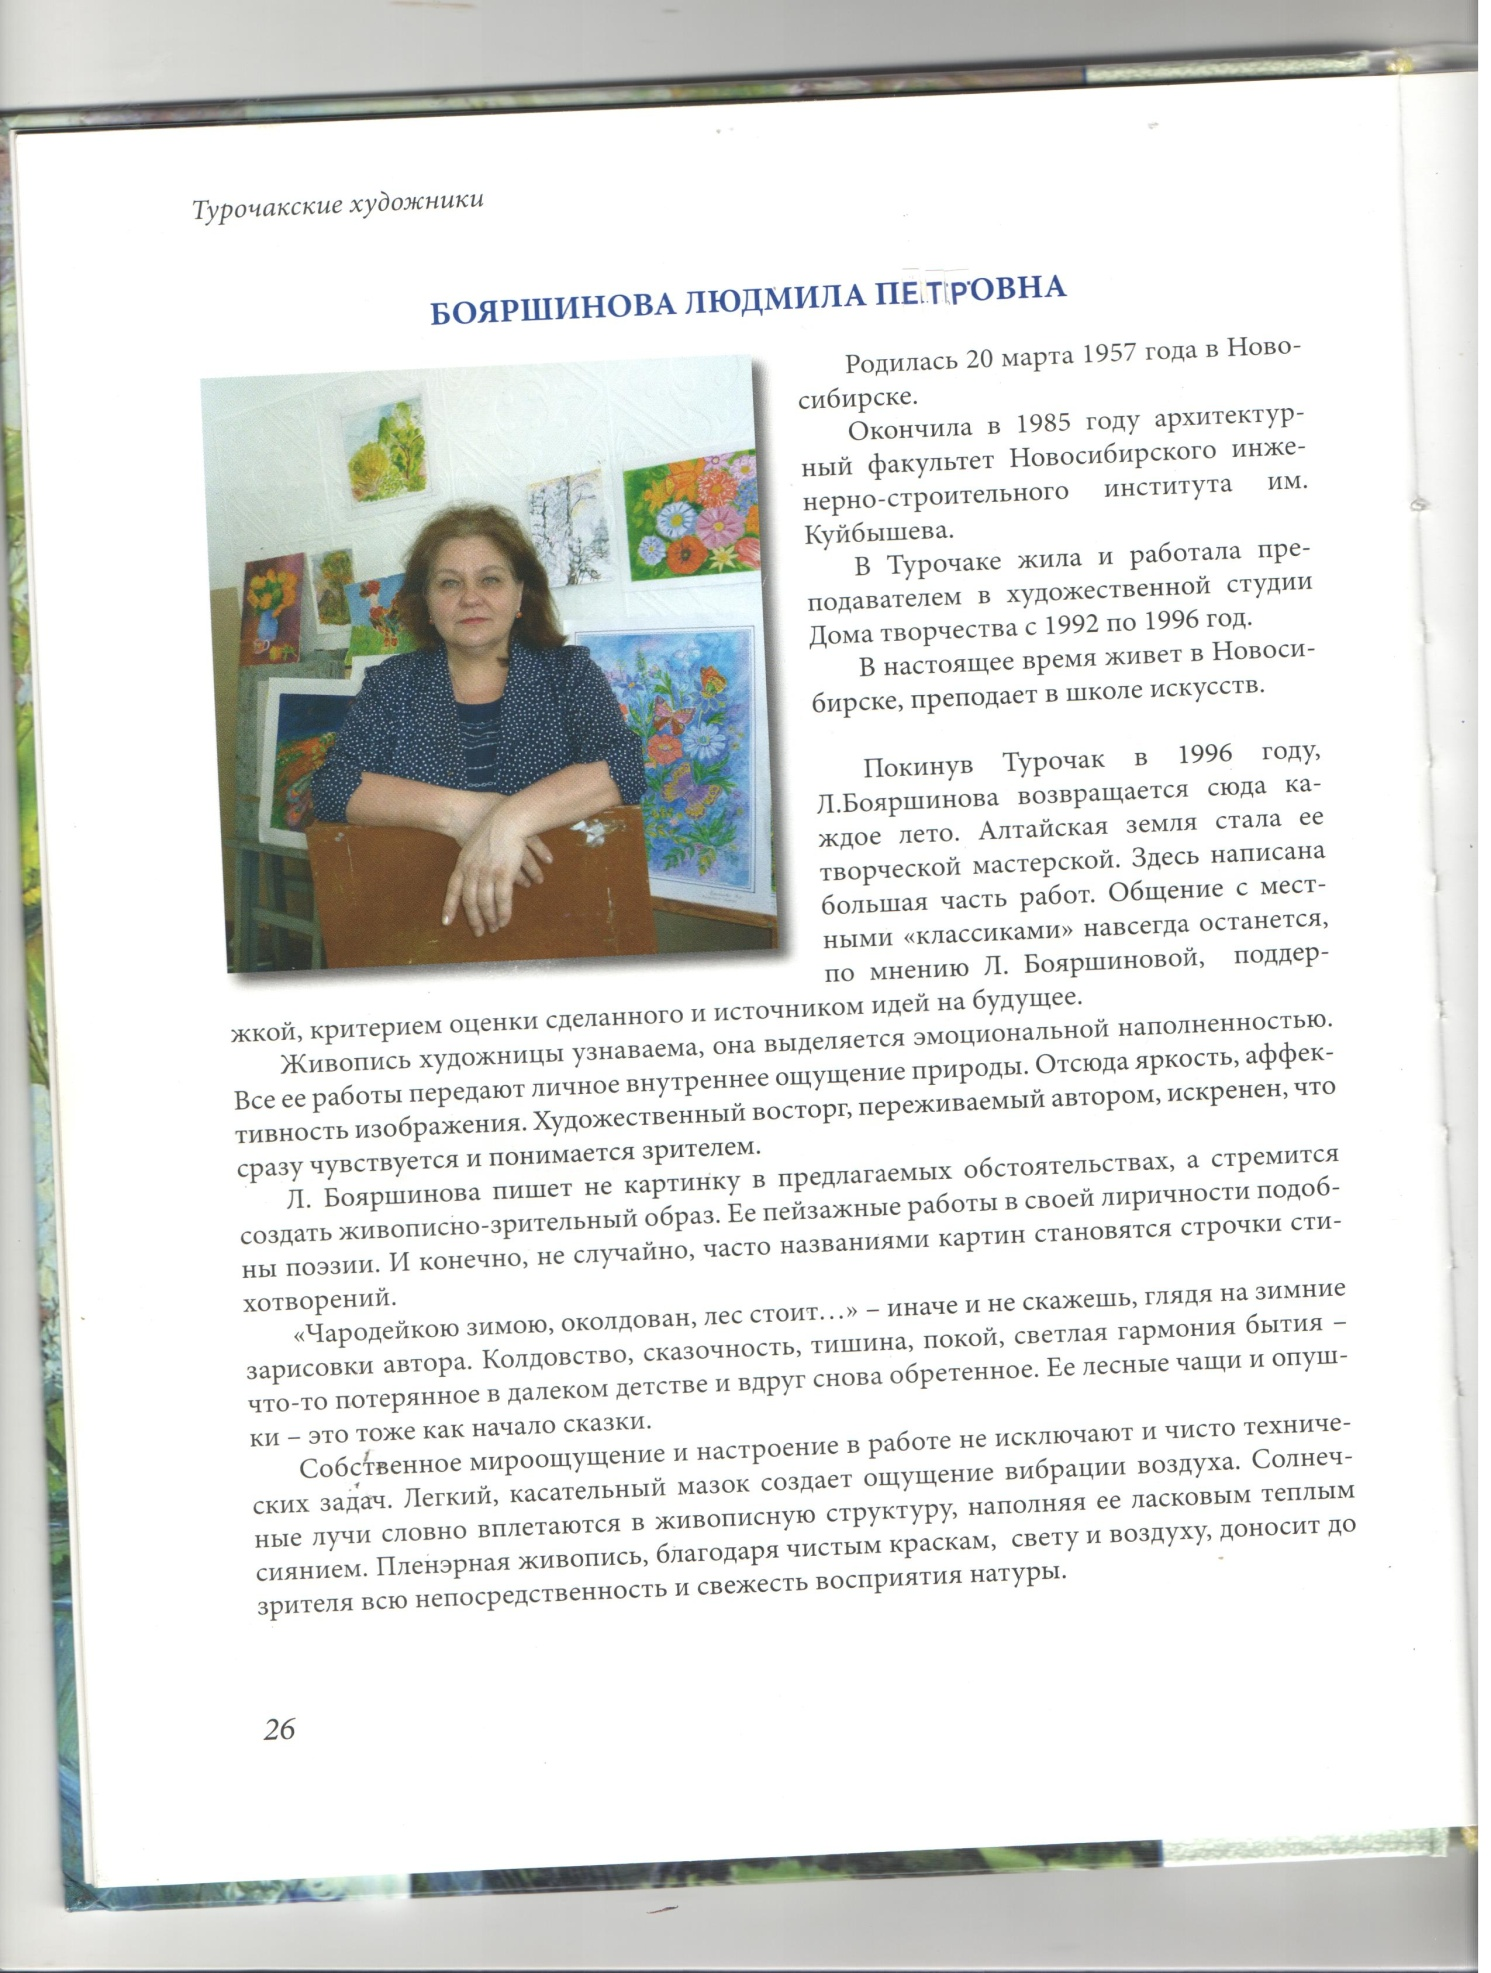 Турочакские художники
БОЯРШИНОВА ЛЮДМИЛА ПЕТРОВНА
Родилась 20 марта 1957 года в Ново-
сибирске.
Окончила в 1985 году архитектур-
ный факультет Новосибирского инже-
нерно-строительного института им.
Куйбышева.
В Турочаке жила и работала пре-
подавателем в художественной студии
Дома творчества с 1992 по 1996 год.
В настоящее время живет в Новоси-
бирске, преподает в школе искусств.
Покинув Турочак в 1996 году,
Л.Бояршинова возвращается сюда ка-
ждое лето. Алтайская земля стала ее
творческой мастерской. Здесь написана
большая часть работ. Общение с мест-
ными «классиками» навсегда останется,
по мнению Л. Бояршиновой, поддер-
жкой, критерием оценки сделанного и источником идей на будущее.
Живопись художницы узнаваема, она выделяется эмоциональной наполненностью.
Все ее работы передают личное внутреннее ощущение природы. Отсюда яркость, аффек-
тивность изображения. Художественный восторг, переживаемый автором, искренен, что
сразу чувствуется и понимается зрителем.
Л. Бояршинова пишет не картинку в предлагаемых обстоятельствах, а стремится
создать живописно-зрительный образ. Ее пейзажные работы в своей лиричности подоб-
ны поэзии. И конечно, не случайно, часто названиями картин становятся строчки сти-
хотворений.
«Чародейкою зимою, околдован, лес стоит…» – иначе и не скажешь, глядя на зимние
зарисовки автора. Колдовство, сказочность, тишина, покой, светлая гармония бытия –
что-то потерянное в далеком детстве и вдруг снова обретенное. Ее лесные чащи и опуш-
ки – это тоже как начало сказки.
Собственное мироощущение и настроение в работе не исключают и чисто техниче-
ских задач. Легкий, касательный мазок создает ощущение вибрации воздуха. Солнеч-
ные лучи словно вплетаются в живописную структуру, наполняя ее ласковым теплым
сиянием. Пленэрная живопись, благодаря чистым краскам, свету и воздуху, доносит до
зрителя всю непосредственность и свежесть восприятия натуры.
26